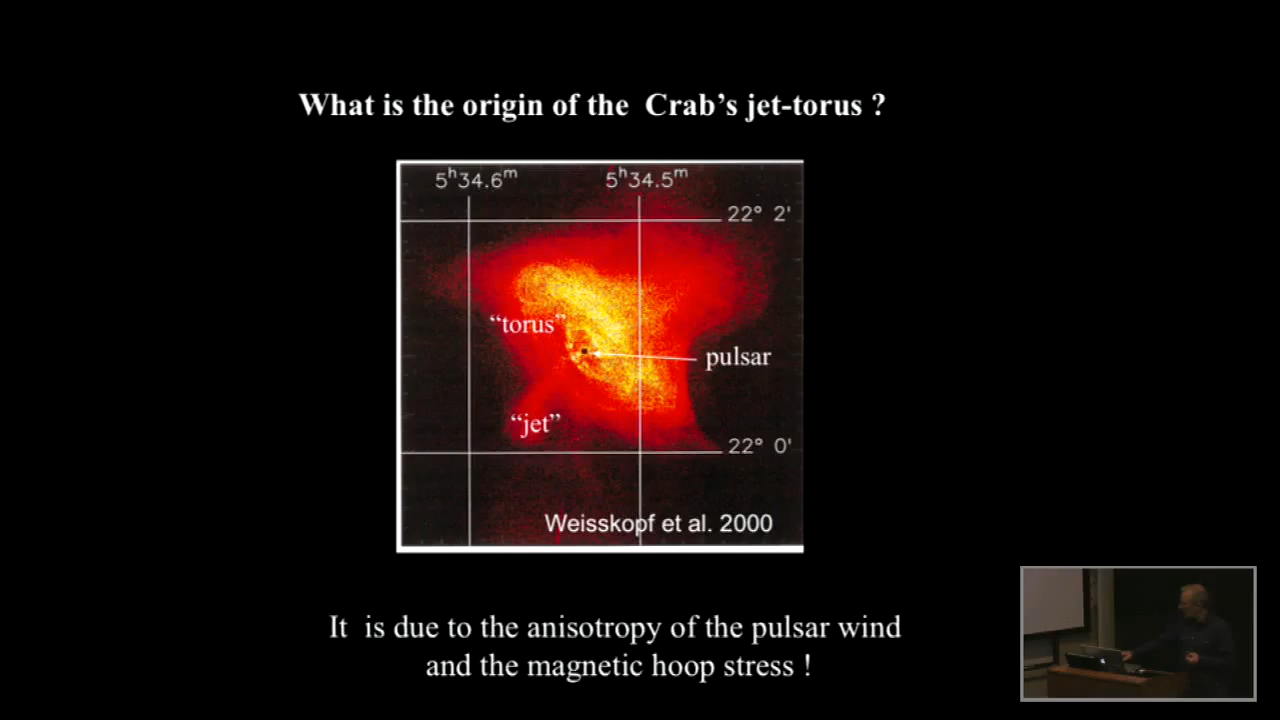 What is the origin of the Crab’s jet-torus ?
5h34.6m 5h34.5m
22° 2'
“torus”
pulsar
“jet”
22° 0'
Weisskopf et al. 2000
It is due to the anisotropy of the pulsar wind
and the magnetic hoop stress !